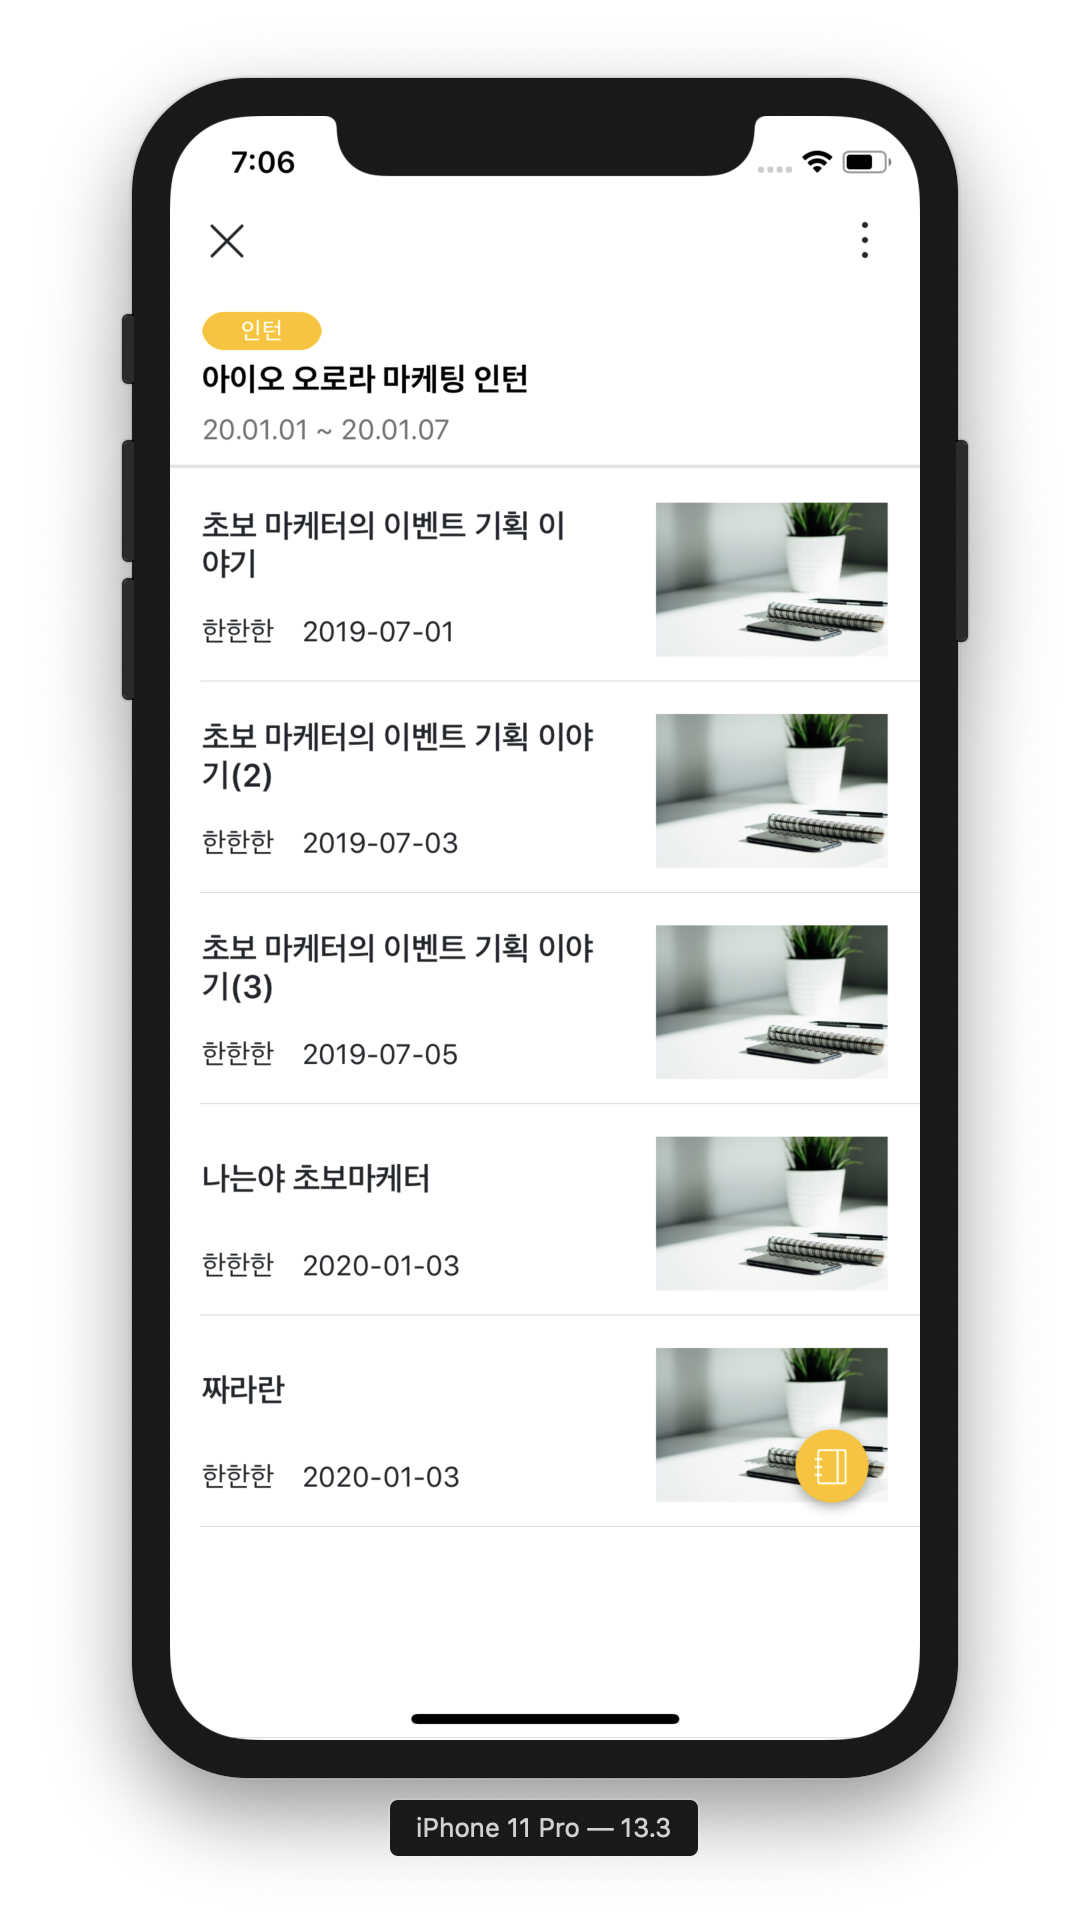 7:06
인턴
아이오 오로라 마케팅 인턴
20.01.01 ~ 20.01.07
초보 마케터의 이벤트 기획 이
야기
한한한 2019-07-01
초보 마케터의 이벤트 기획 이야
기(2)
한한한 2019-07-03
초보 마케터의 이벤트 기획 이야
기(3)
한한한 2019-07-05
나는야 초보마케터
한한한 2020-01-03
짜라란
한한한 2020-01-03
iPhone 11 Pro — 13.3